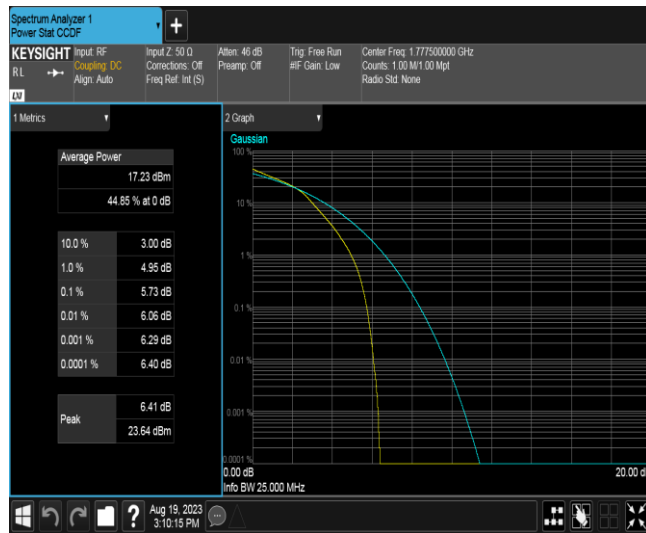 Spectrum Analyzer 1
Power Stat CCDF
+
KEYSIGHT
RL
LXI
Input: RF
Coupling: DC
Align: Auto
Input Z: 50 Ω
Corrections: Off
Freq Ref: Int (S)
Atten: 46 dB
Preamp: Off
Trig: Free Run
#IF Gain: Low
Center Freq: 1.777500000 GHz
Counts: 1.00 M/1.00 Mpt
Radio Std: None
1 Metrics
Average Power
17.23 dBm
44.85 % at 0 dB
10.0 % 3.00 dB
1.0 % 4.95 dB
0.1 % 5.73 dB
0.01 % 6.06 dB
0.001 % 6.29 dB
0.0001 % 6.40 dB
Peak
6.41 dB
23.64 dBm
2 Graph
Gaussian
100 %
10 %
1 %
0.1 %
0.01 %
0.001 %
0.0001 %
0.00 dB
20.00 d
Info BW 25.000 MHz
?
Aug 19, 2023
3:10:15 PM